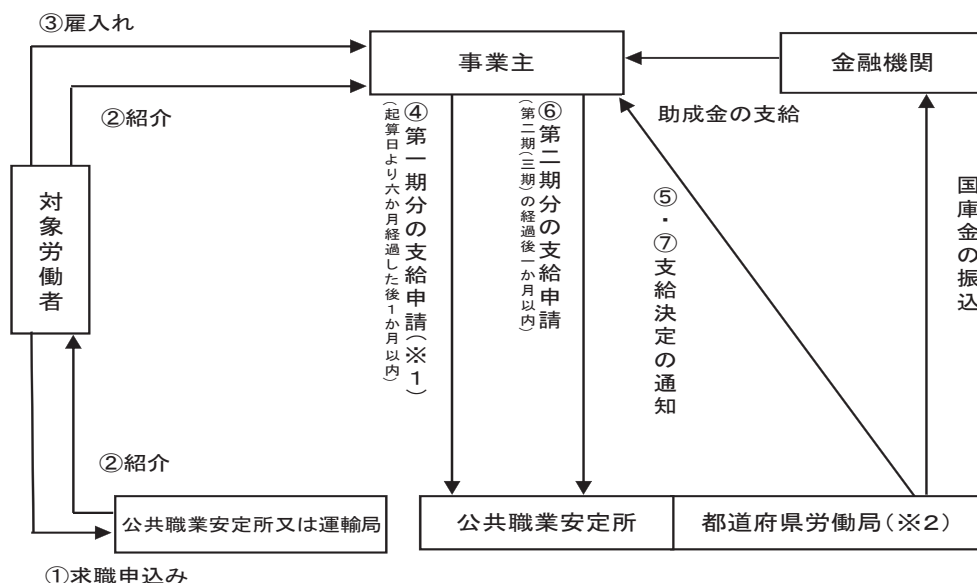 ③雇入れ
事業主
金融機関
②紹介
助成金の支給
④第一期分の支給申請(※1)
(起算日より六か月経過した後1か月以内)
⑥第二期分の支給申請
(第二期(三期)の経過後一か月以内)
⑤・⑦支給決定の通知
国庫金の振込
対象労働者
②紹介
公共職業安定所又は運輸局
公共職業安定所
都道府県労働局(※2)
①求職申込み